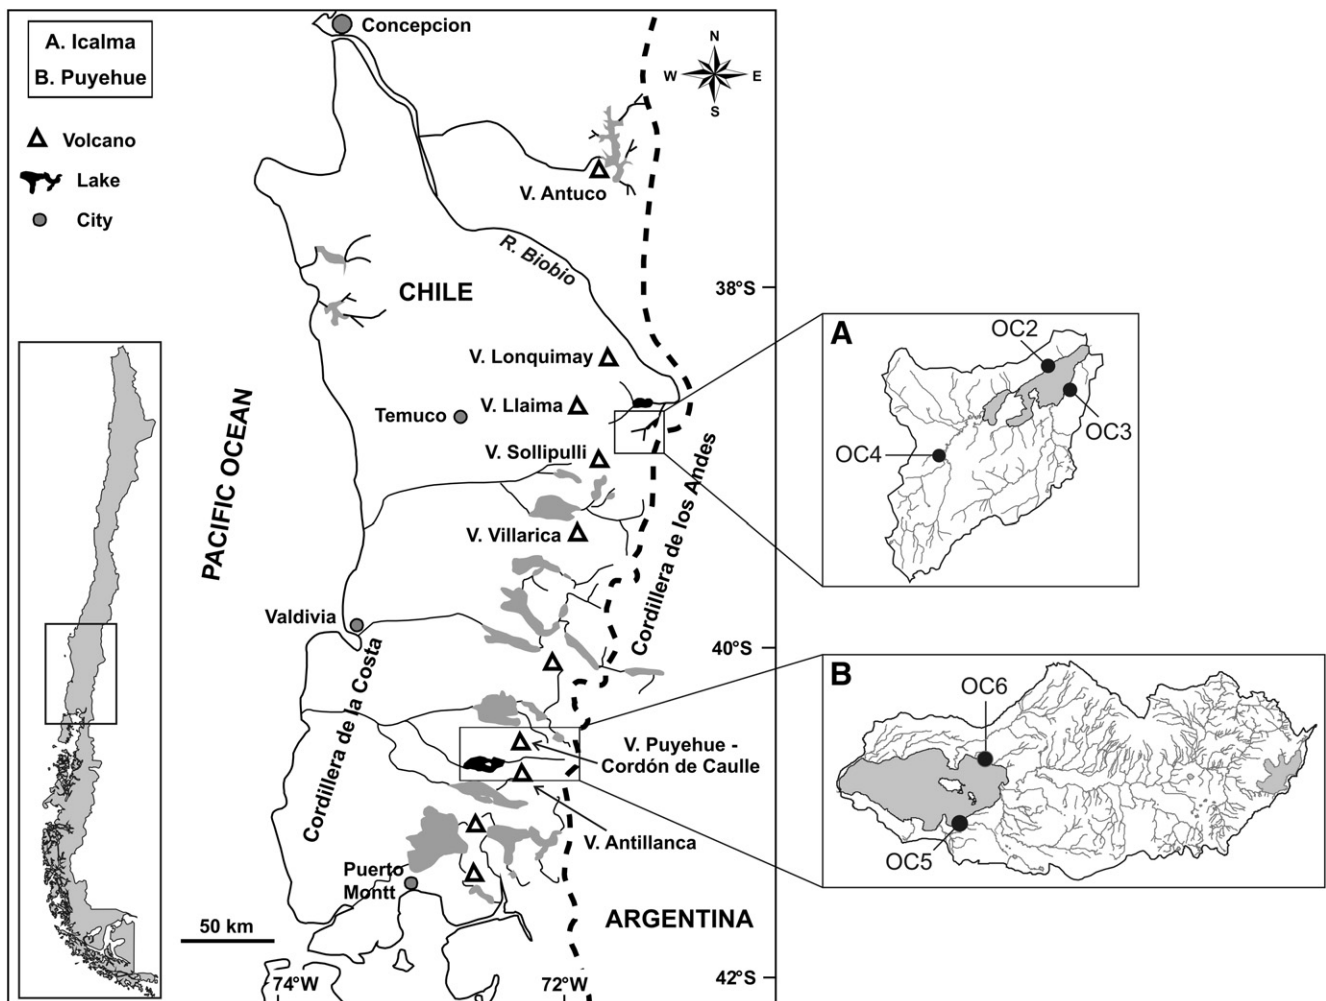 A. Icalma
B. Puyehue
Volcano
Lake
City
Concepcion
N
W
E
S
V. Antuco
R. Biobio
CHILE
38°S
V. Lonquimay
V. Llaima
Temuco
V. Sollipulli
PACIFIC OCEAN
Cordillera de los Andes
V. Villarica
Valdivia
40°S
Cordillera de la Costa
V. Puyehue -
Cordón de Caulle
V. Antillanca
Puerto
Montt
50 km
ARGENTINA
74°W
72°W
42°S
A
OC2
OC3
OC4
B
OC6
OC5